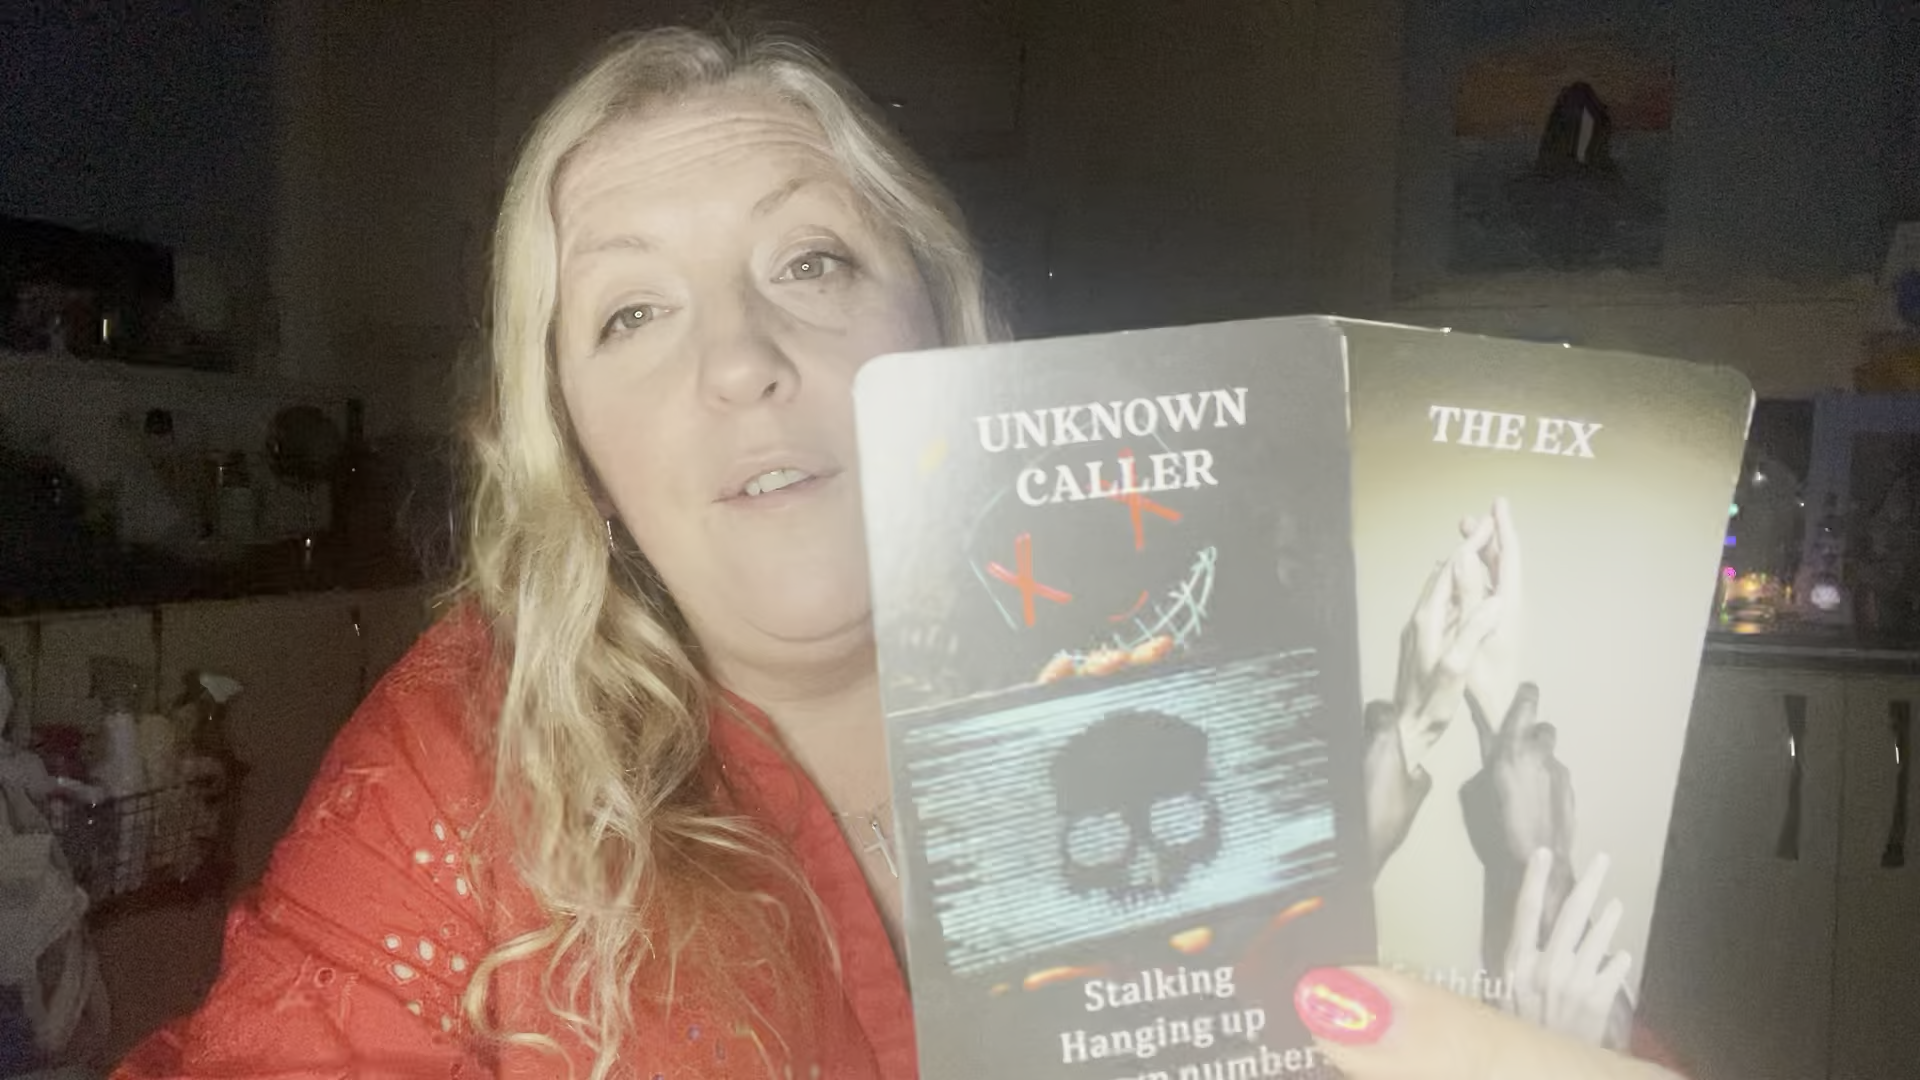 UNKNOWN
CALLER
THE EX
Stalking
Hanging up